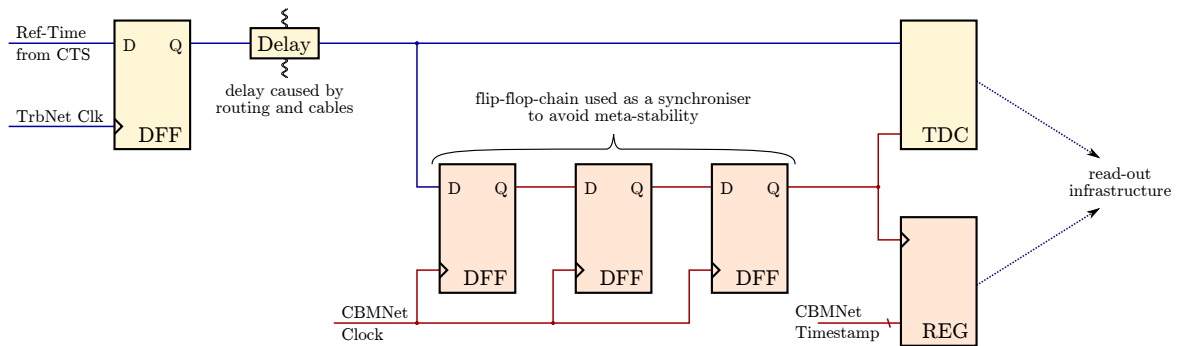 Ref-Time
from CTS
D Q
Delay
TrbNet Clk
DFF
delay caused by
routing and cables
flip-flop-chain used as a synchroniser
to avoid meta-stability
TDC
D Q
D Q
D Q
read-out
infrastructure
DFF
DFF
DFF
CBMNet
Clock
CBMNet
Timestamp
REG